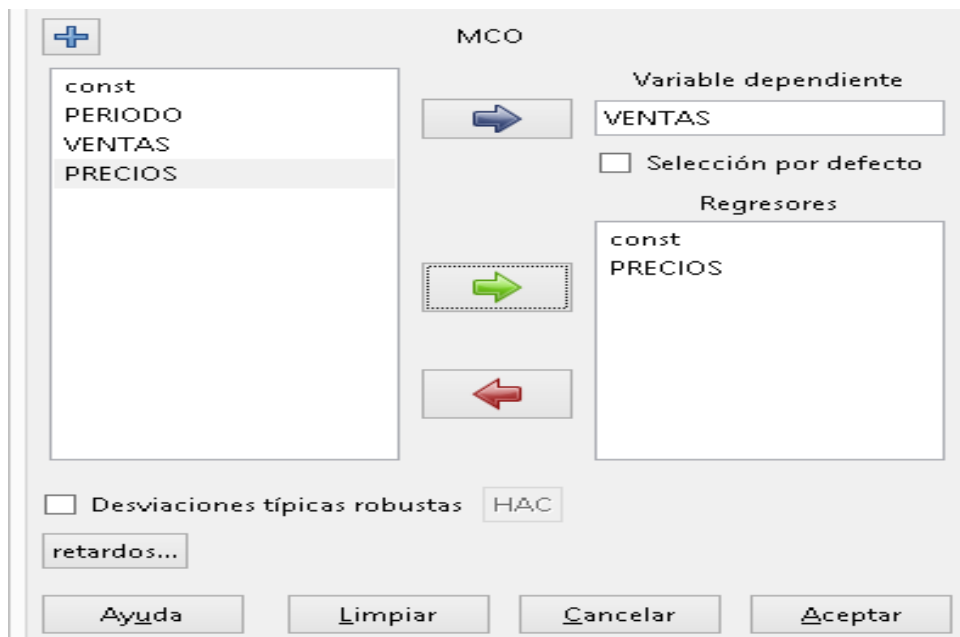 MCO
const
PERIODO
VENTAS
PRECIOS
Variable dependiente
VENTAS
Selección por defecto
Regresores
const
PRECIOS
Desviaciones típicas robustas HAC
retardos...
Ayuda Limpiar Cancelar Aceptar